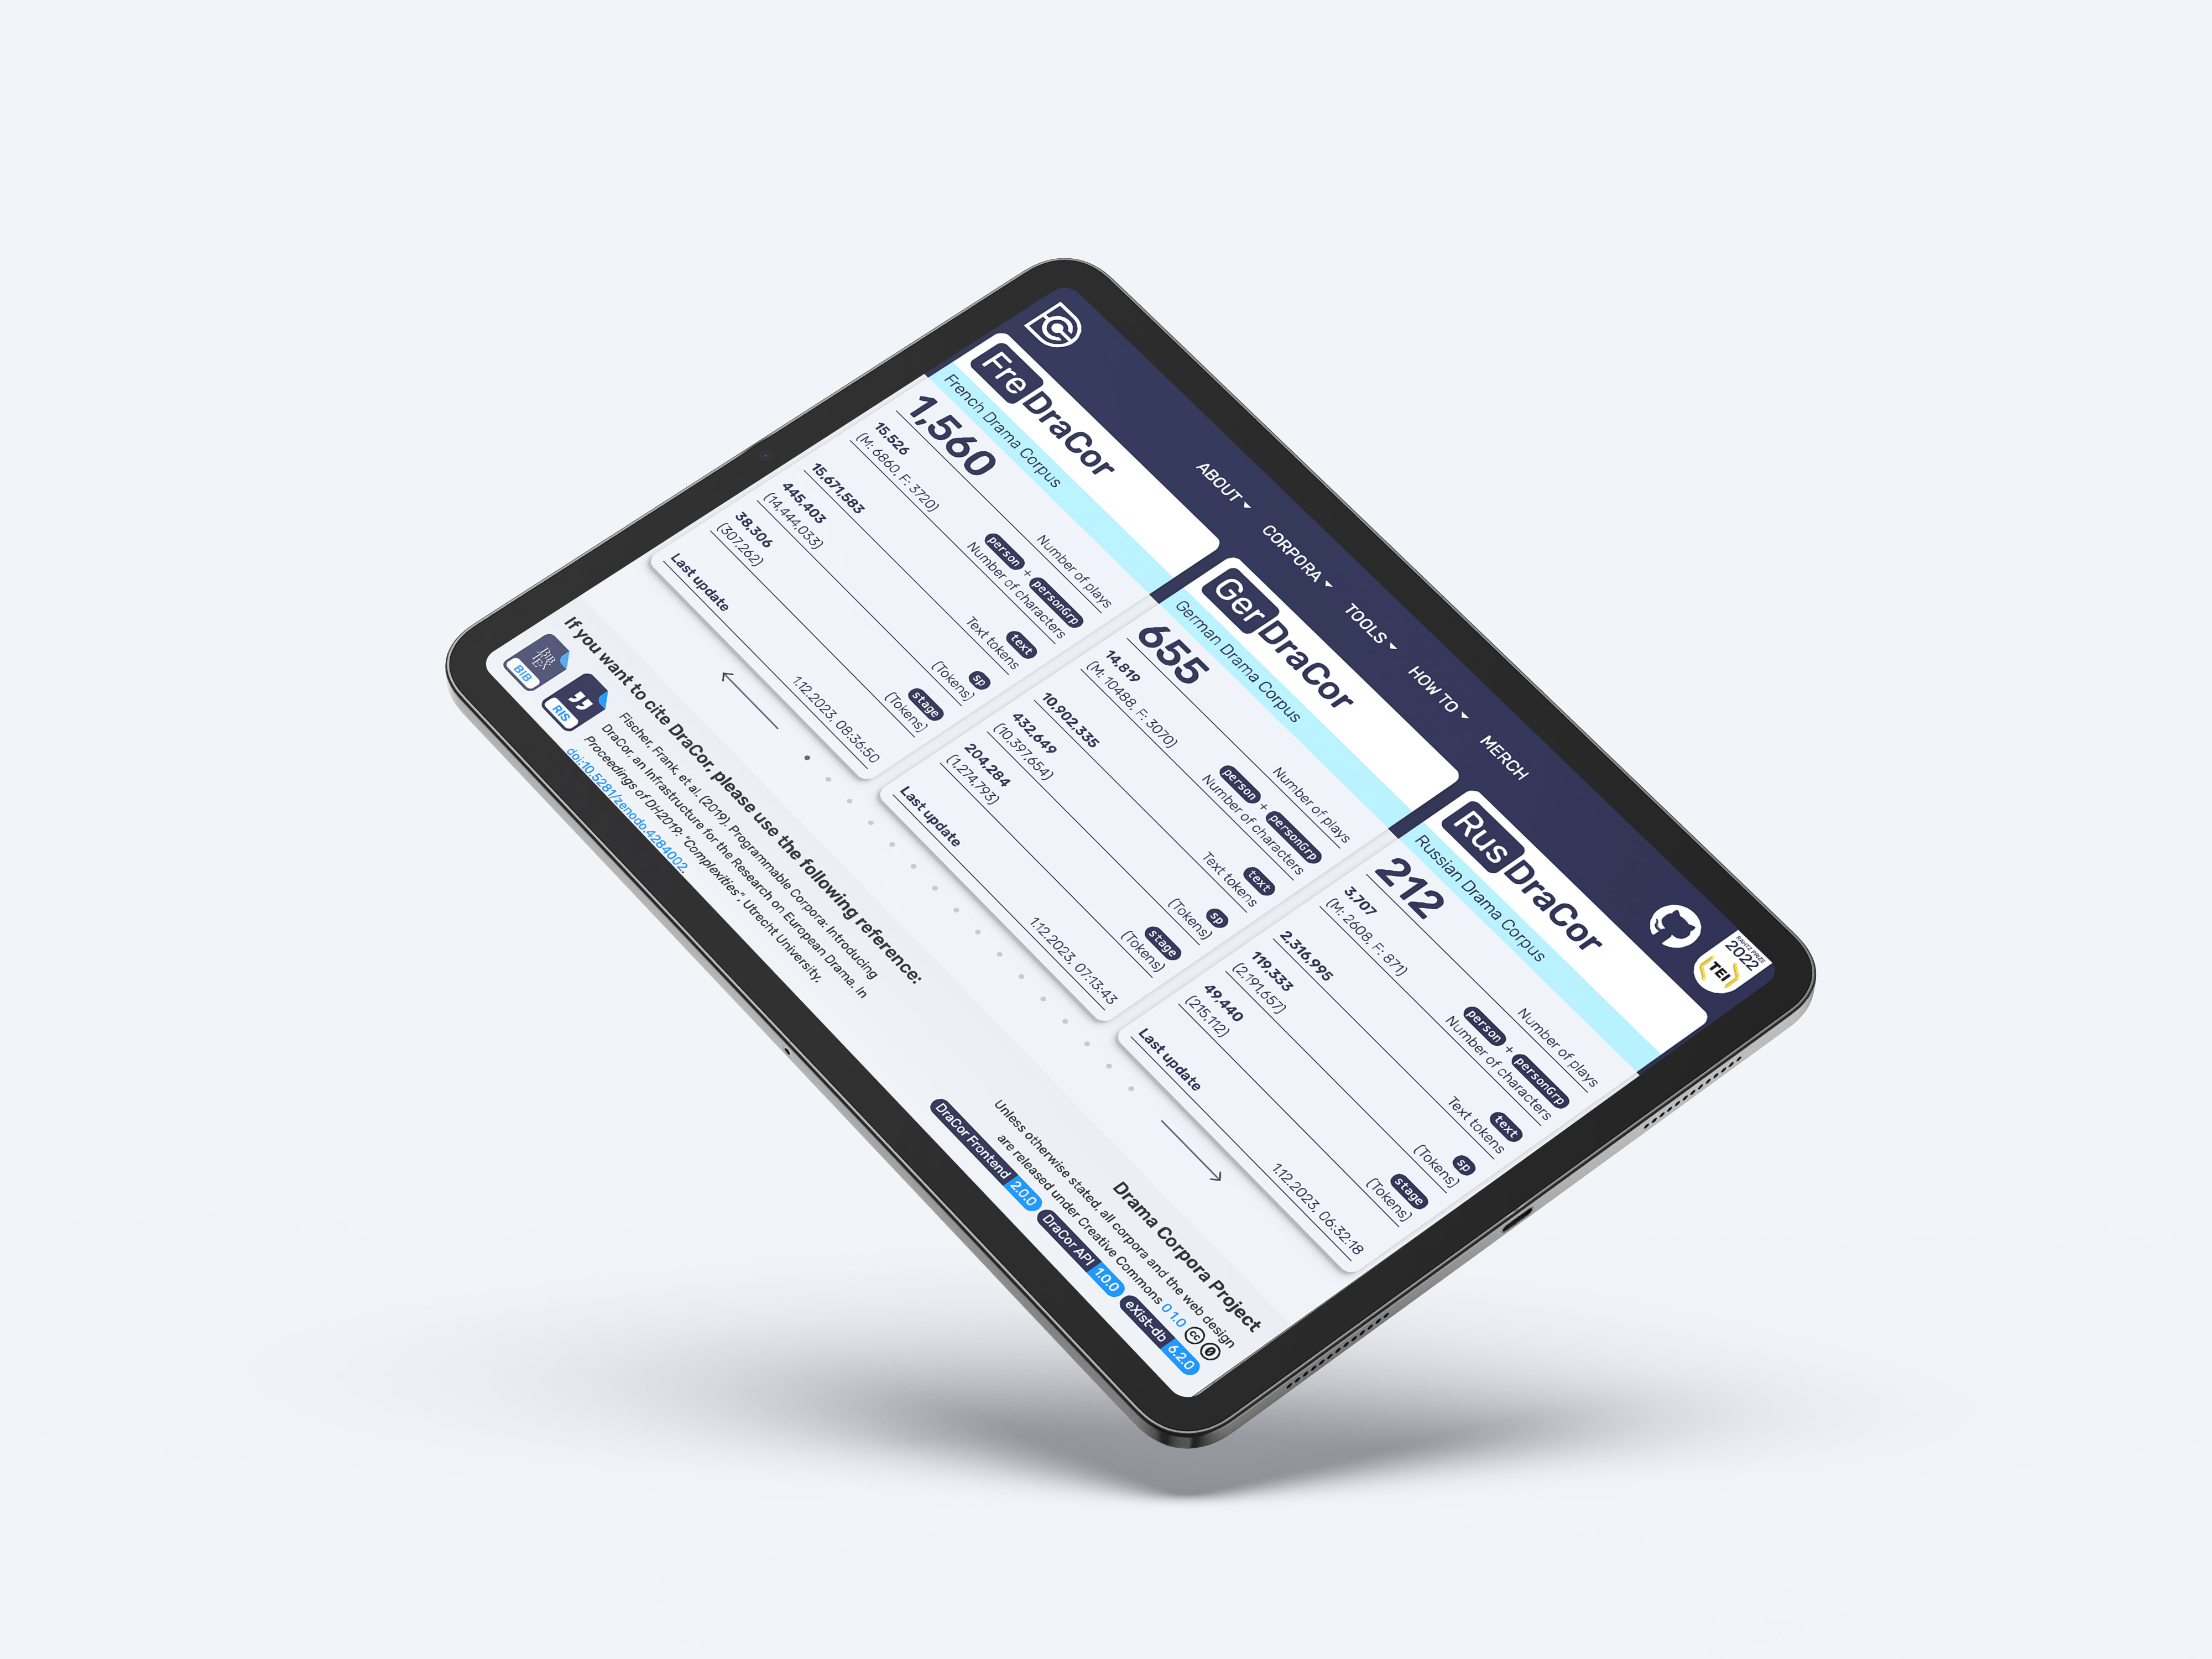 DC
ABOUT
CORPORA
TOOLS
HOW TO
MERCH
RAHTZ PRIZE
2022
TEI
FreDraCor
French Drama Corpus
1,560
Number of plays
15,526
(M: 6860, F: 3720)
person + personGrp
Number of characters
15,671,583
text
Text tokens
445,403
(14,444,033)
sp
(Tokens)
38,306
(307,262)
stage
(Tokens)
Last update
1.12.2023, 08:36:50
GerDraCor
German Drama Corpus
655
Number of plays
14,819
(M: 10488, F: 3070)
person + personGrp
Number of characters
10,902,335
text
Text tokens
432,649
(10,397,654)
sp
(Tokens)
204,284
(1,274,793)
stage
(Tokens)
Last update
1.12.2023, 07:13:43
RusDraCor
Russian Drama Corpus
212
Number of plays
3,707
(M: 2608, F: 871)
person + personGrp
Number of characters
2,316,995
text
Text tokens
119,333
(2,191,657)
sp
(Tokens)
49,440
(215,112)
stage
(Tokens)
Last update
1.12.2023, 06:32:18
If you want to cite DraCor, please use the following reference:
BIBTEX
BIB
RIS
Fischer, Frank, et al. (2019). Programmable Corpora: Introducing
DraCor, an Infrastructure for the Research on European Drama. In
Proceedings of DH2019: "Complexities", Utrecht University,
doi:10.5281/zenodo.4284002.
Drama Corpora Project
Unless otherwise stated, all corpora and the web design
are released under Creative Commons 0 1.0 cc 0
DraCor Frontend 2.0.0 DraCor API 1.0.0 eXist-db 6.2.0